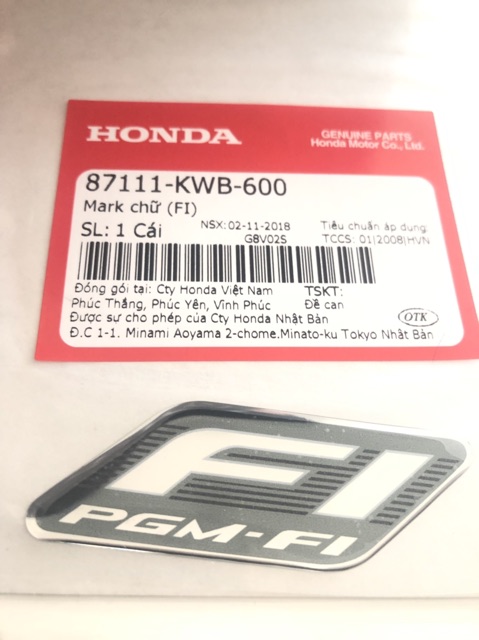 HONDA
GENUINE PARTS
Honda Motor Co., Ltd.
87111-KWB-600
Mark chữ (FI)
SL: 1 Cái
NSX:02-11-2018
G8V02S
Tiêu chuẩn áp dụng:
TCCS: 01|2008|HVN
Đóng gói tại: Cty Honda Việt Nam
Phúc Thắng, Phúc Yên, Vĩnh Phúc
TSKT:
Đề can
Được sự cho phép của Cty Honda Nhật Bản
Đ.C 1-1. Minami Aoyama 2-chome.Minato-ku Tokyo Nhật Bản
OTK
FI
PGM-FI